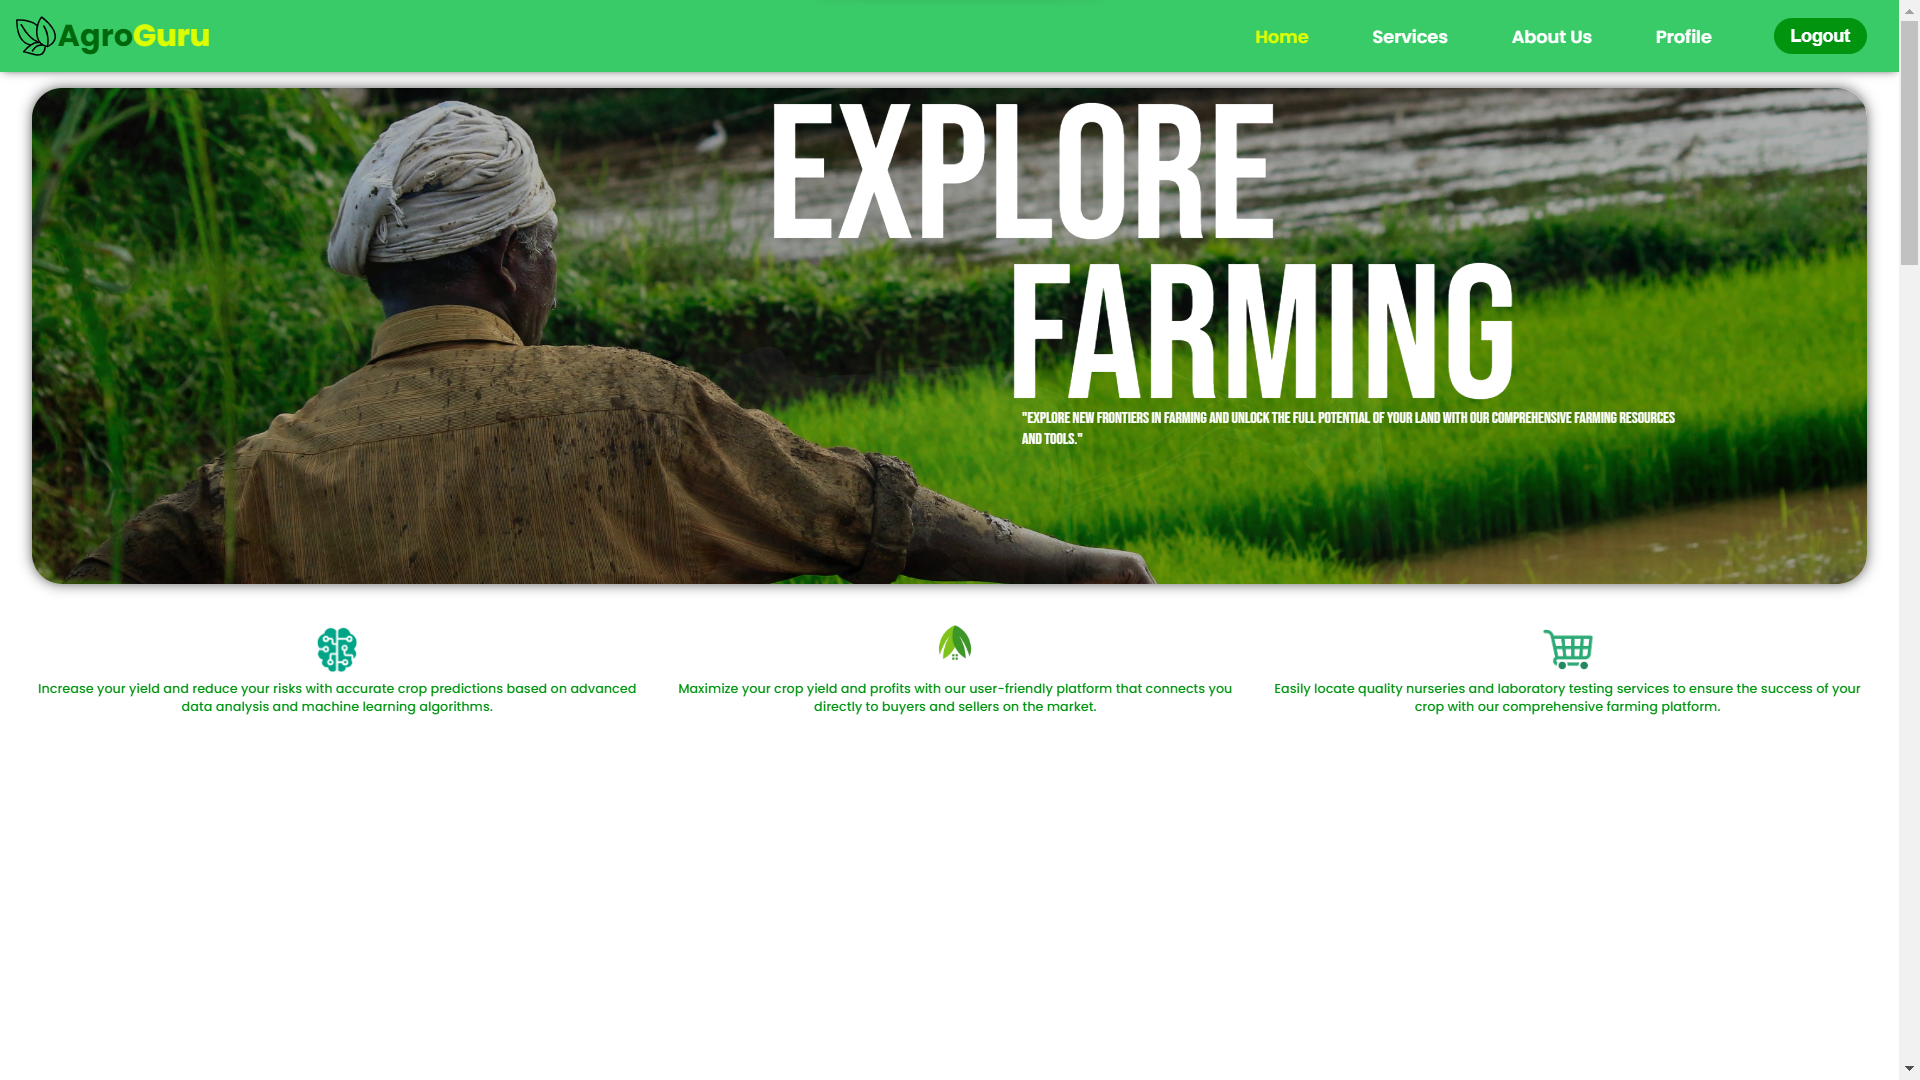 AgroGuru
Home
Services
About Us
Profile
Logout
EXPLORE
FARMING
"EXPLORE NEW FRONTIERS IN FARMING AND UNLOCK THE FULL POTENTIAL OF YOUR LAND WITH OUR COMPREHENSIVE FARMING RESOURCES
AND TOOLS."
Increase your yield and reduce your risks with accurate crop predictions based on advanced
data analysis and machine learning algorithms.
Maximize your crop yield and profits with our user-friendly platform that connects you
directly to buyers and sellers on the market.
Easily locate quality nurseries and laboratory testing services to ensure the success of your
crop with our comprehensive farming platform.